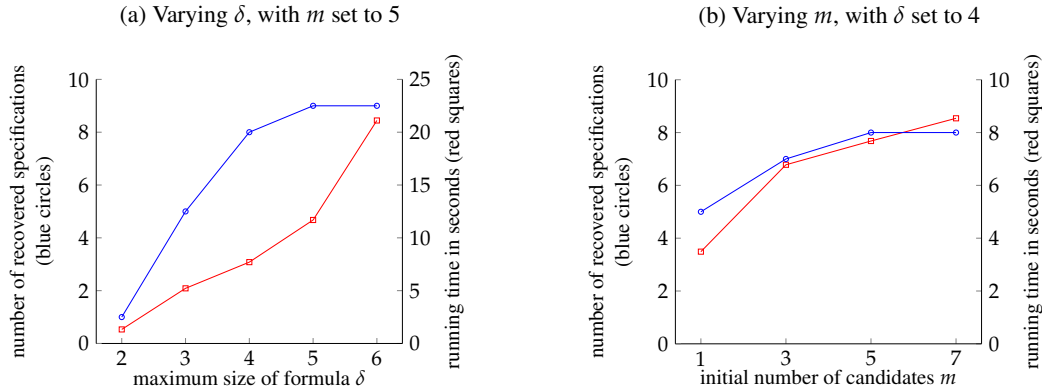 (a) Varying δ, with m set to 5
number of recovered specifications
(blue circles)
10
8
6
4
2
0
25
20
15
10
5
0
running time in seconds (red squares)
2 3 4 5 6
maximum size of formula δ
(b) Varying m, with δ set to 4
number of recovered specifications
(blue circles)
10
8
6
4
2
0
10
8
6
4
2
0
running time in seconds (red squares)
1 3 5 7
initial number of candidates m